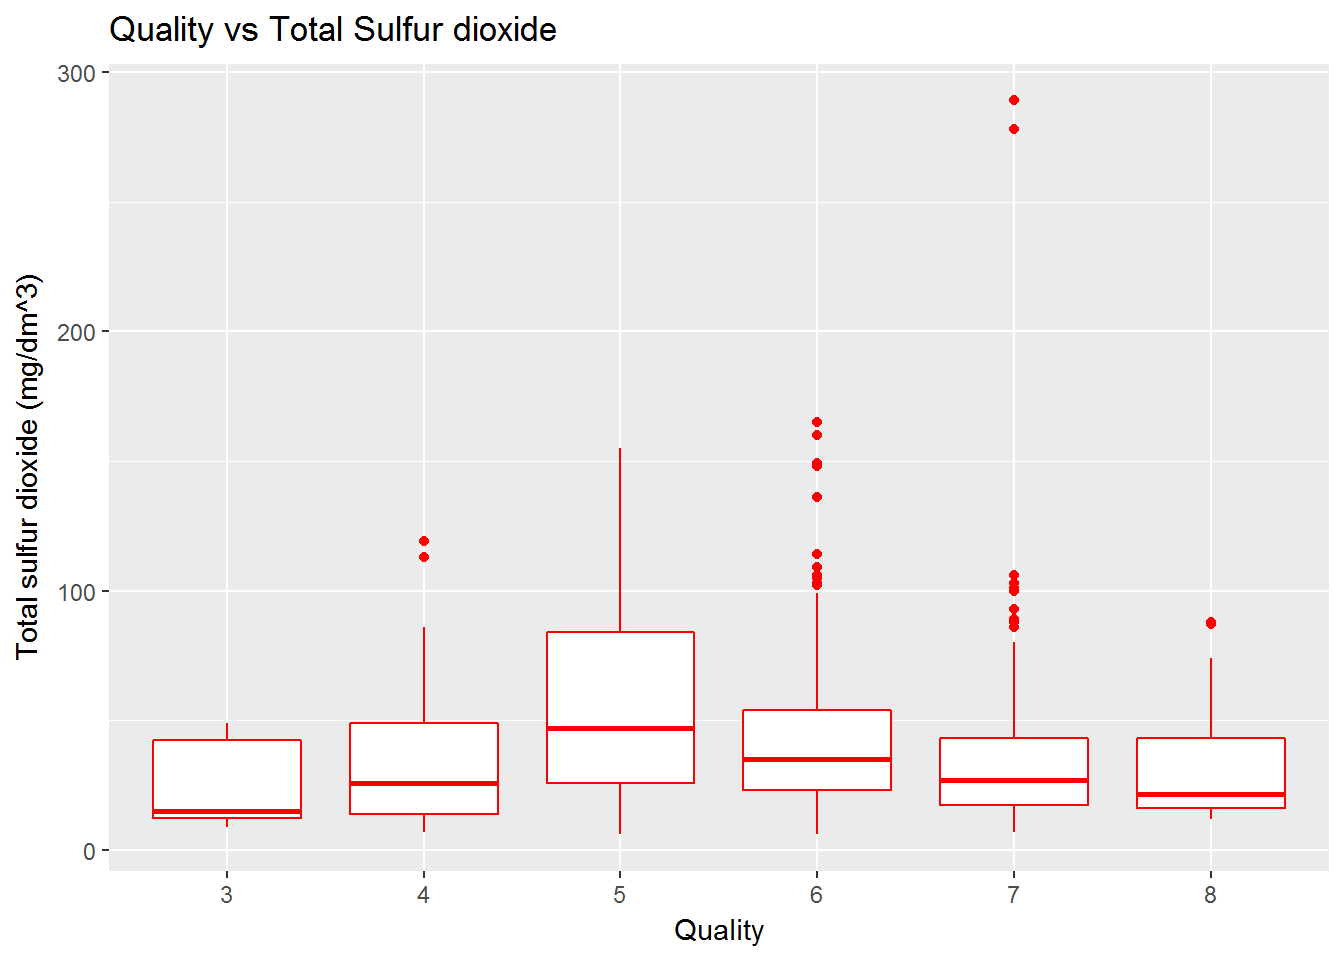 Quality vs Total Sulfur dioxide
300
200
100
0
Total sulfur dioxide (mg/dm^3)
3 4 5 6 7 8
Quality